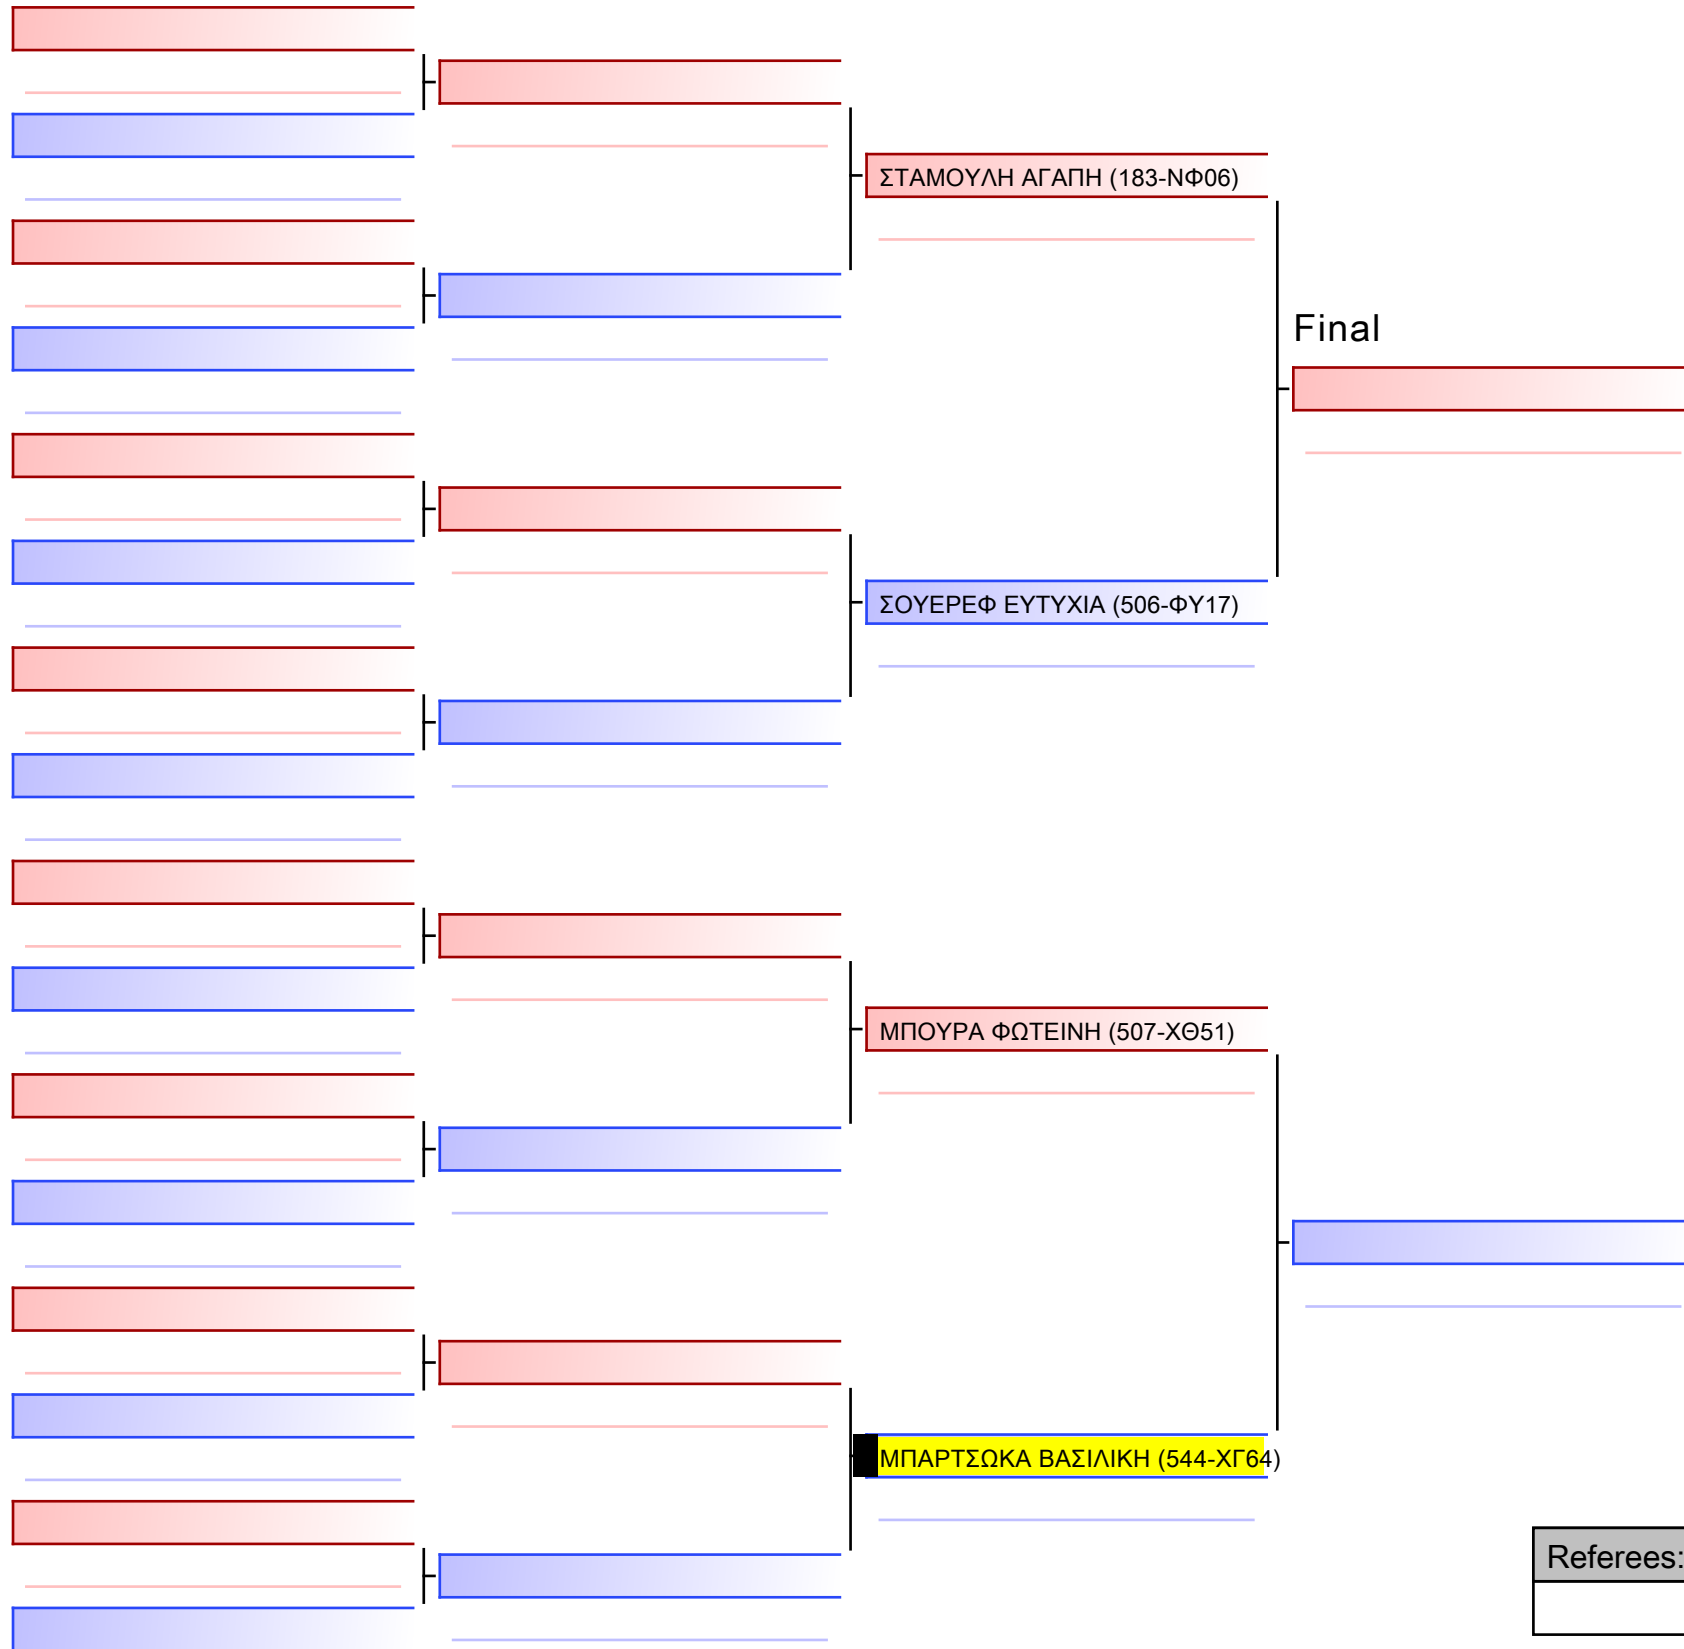 ΣΤΑΜΟΥΛΗ ΑΓΑΠΗ (183-ΝΦ06)
Final
ΣΟΥΕΡΕΦ ΕΥΤΥΧΙΑ (506-ΦΥ17)
ΜΠΟΥΡΑ ΦΩΤΕΙΝΗ (507-ΧΘ51)
ΜΠΑΡΤΣΩΚΑ ΒΑΣΙΛΙΚΗ (544-ΧΓ64)
Referees: